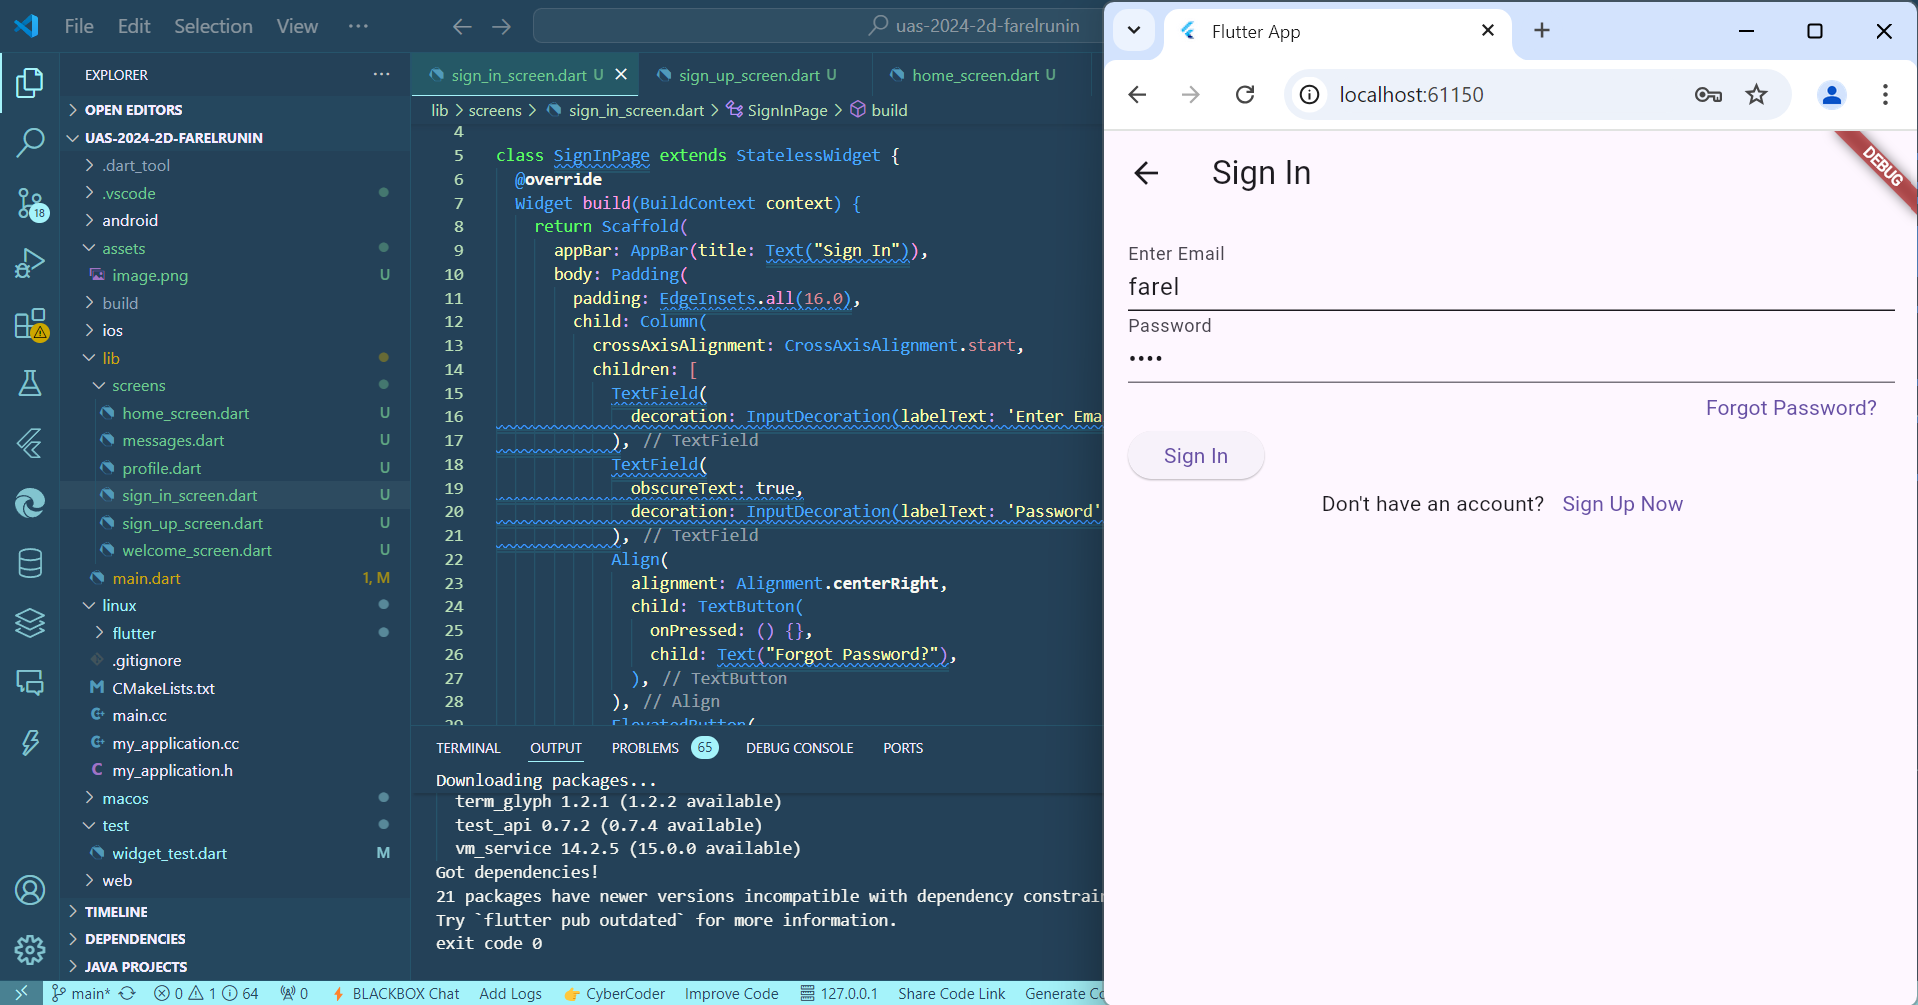 File Edit Selection View ··· uas-2024-2d-farelrunin
EXPLORER ···
OPEN EDITORS
UAS-2024-2D-FARELRUNIN
.dart_tool
.vscode
android
assets
image.png U
build
ios
lib
screens
home_screen.dart U
messages.dart U
profile.dart U
sign_in_screen.dart U
sign_up_screen.dart U
welcome_screen.dart U
main.dart 1, M
linux
flutter
.gitignore
CMakeLists.txt
main.cc
my_application.cc
my_application.h
macos
test
widget_test.dart M
web
TIMELINE
DEPENDENCIES
JAVA PROJECTS
18
sign_in_screen.dart U sign_up_screen.dart U home_screen.dart U
lib > screens > sign_in_screen.dart > SignInPage > build
4
5 class SignInPage extends StatelessWidget {
6 @override
7 Widget build(BuildContext context) {
8 return Scaffold(
9 appBar: AppBar(title: Text("Sign In")),
10 body: Padding(
11 padding: EdgeInsets.all(16.0),
12 child: Column(
13 crossAxisAlignment: CrossAxisAlignment.start,
14 children: [
15 TextField(
16 decoration: InputDecoration(labelText: 'Enter Ema
17 ), // TextField
18 TextField(
19 obscureText: true,
20 decoration: InputDecoration(labelText: 'Password'
21 ), // TextField
22 Align(
23 alignment: Alignment.centerRight,
24 child: TextButton(
25 onPressed: () {},
26 child: Text("Forgot Password?"),
27 ), // TextButton
28 ), // Align
29 ElevatedButton(
TERMINAL OUTPUT PROBLEMS 65 DEBUG CONSOLE PORTS
Downloading packages...
term_glyph 1.2.1 (1.2.2 available)
test_api 0.7.2 (0.7.4 available)
vm_service 14.2.5 (15.0.0 available)
Got dependencies!
21 packages have newer versions incompatible with dependency constrain
Try `flutter pub outdated` for more information.
exit code 0
main* 0 1 64 0 BLACKBOX Chat Add Logs CyberCoder Improve Code 127.0.0.1 Share Code Link Generate Co
Flutter App
localhost:61150
DEBUG
Sign In
Enter Email
farel
Password
••••
Forgot Password?
Sign In
Don't have an account? Sign Up Now